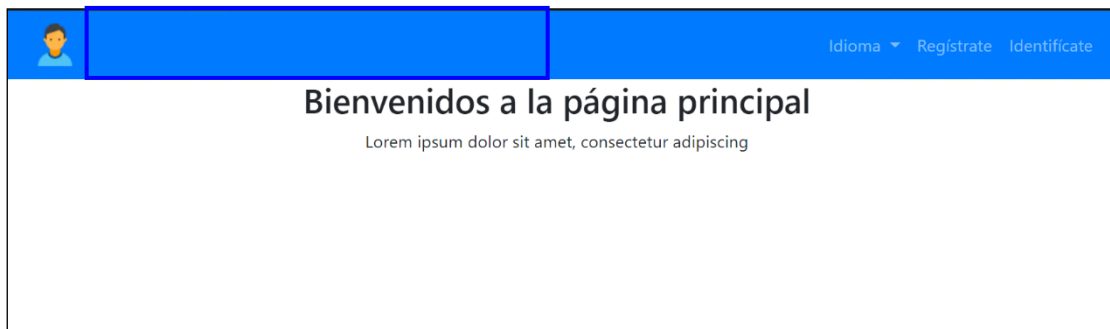 Idioma Regístrate Identifícate
Bienvenidos a la página principal
Lorem ipsum dolor sit amet, consectetur adipiscing